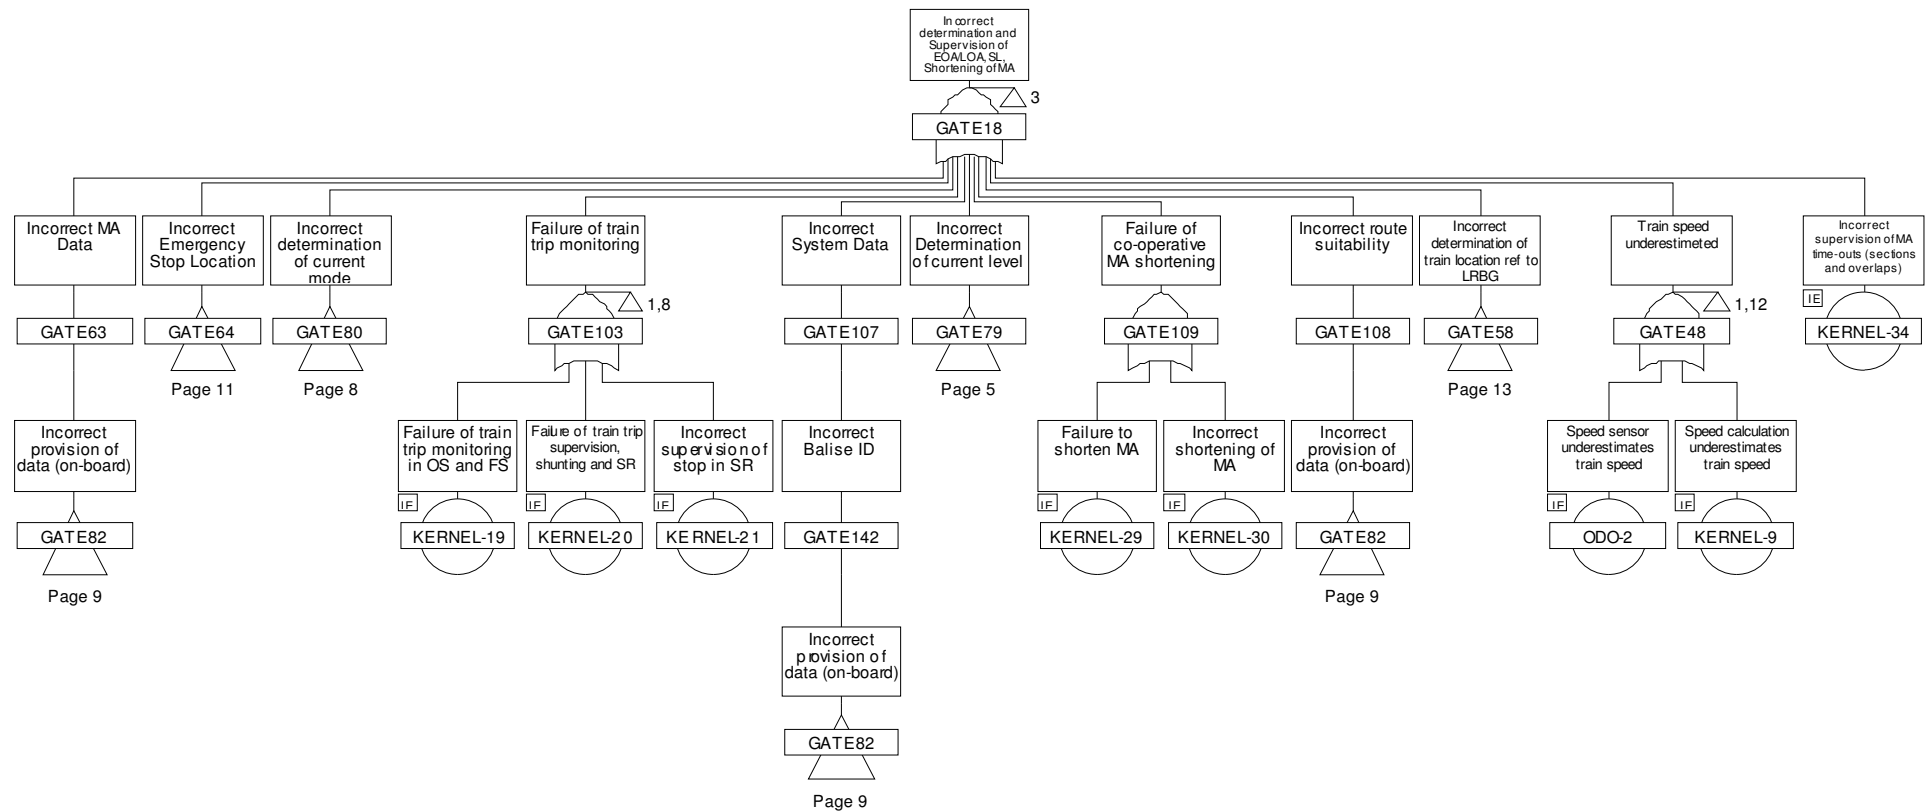 Incorrect
determination and
Supervision of
EOA/LOA, SL,
Shortening of MA
3
GATE18
Incorrect MA
Data
GATE63
Incorrect
provision of
data (on-board)
GATE82
Page 9
Incorrect
Emergency
Stop Location
GATE64
Page 11
Incorrect
determination
of current
mode
GATE80
Page 8
Failure of train
trip monitoring
1,8
GATE103
Failure of train
trip monitoring
in OS and FS
IE
KERNEL-19
Failure of train trip
supervision,
shunting and SR
IE
KERNEL-20
Incorrect
supervision of
stop in SR
IE
KERNEL-21
Incorrect
System Data
GATE107
Incorrect
Balise ID
GATE142
Incorrect
provision of
data (on-board)
GATE82
Page 9
Incorrect
Determination
of current level
GATE79
Page 5
Failure of
co-operative
MA shortening
GATE109
Failure to
shorten MA
IE
KERNEL-29
Incorrect
shortening of
MA
IE
KERNEL-30
Incorrect route
suitability
GATE108
Incorrect
provision of
data (on-board)
GATE82
Page 9
Incorrect
determination of
train location ref to
LRBG
GATE58
Page 13
Train speed
underestimeted
1,12
GATE48
Speed sensor
underestimates
train speed
IE
ODO-2
Speed calculation
underestimates
train speed
IE
KERNEL-9
Incorrect
supervision of MA
time-outs (sections
and overlaps)
IE
KERNEL-34